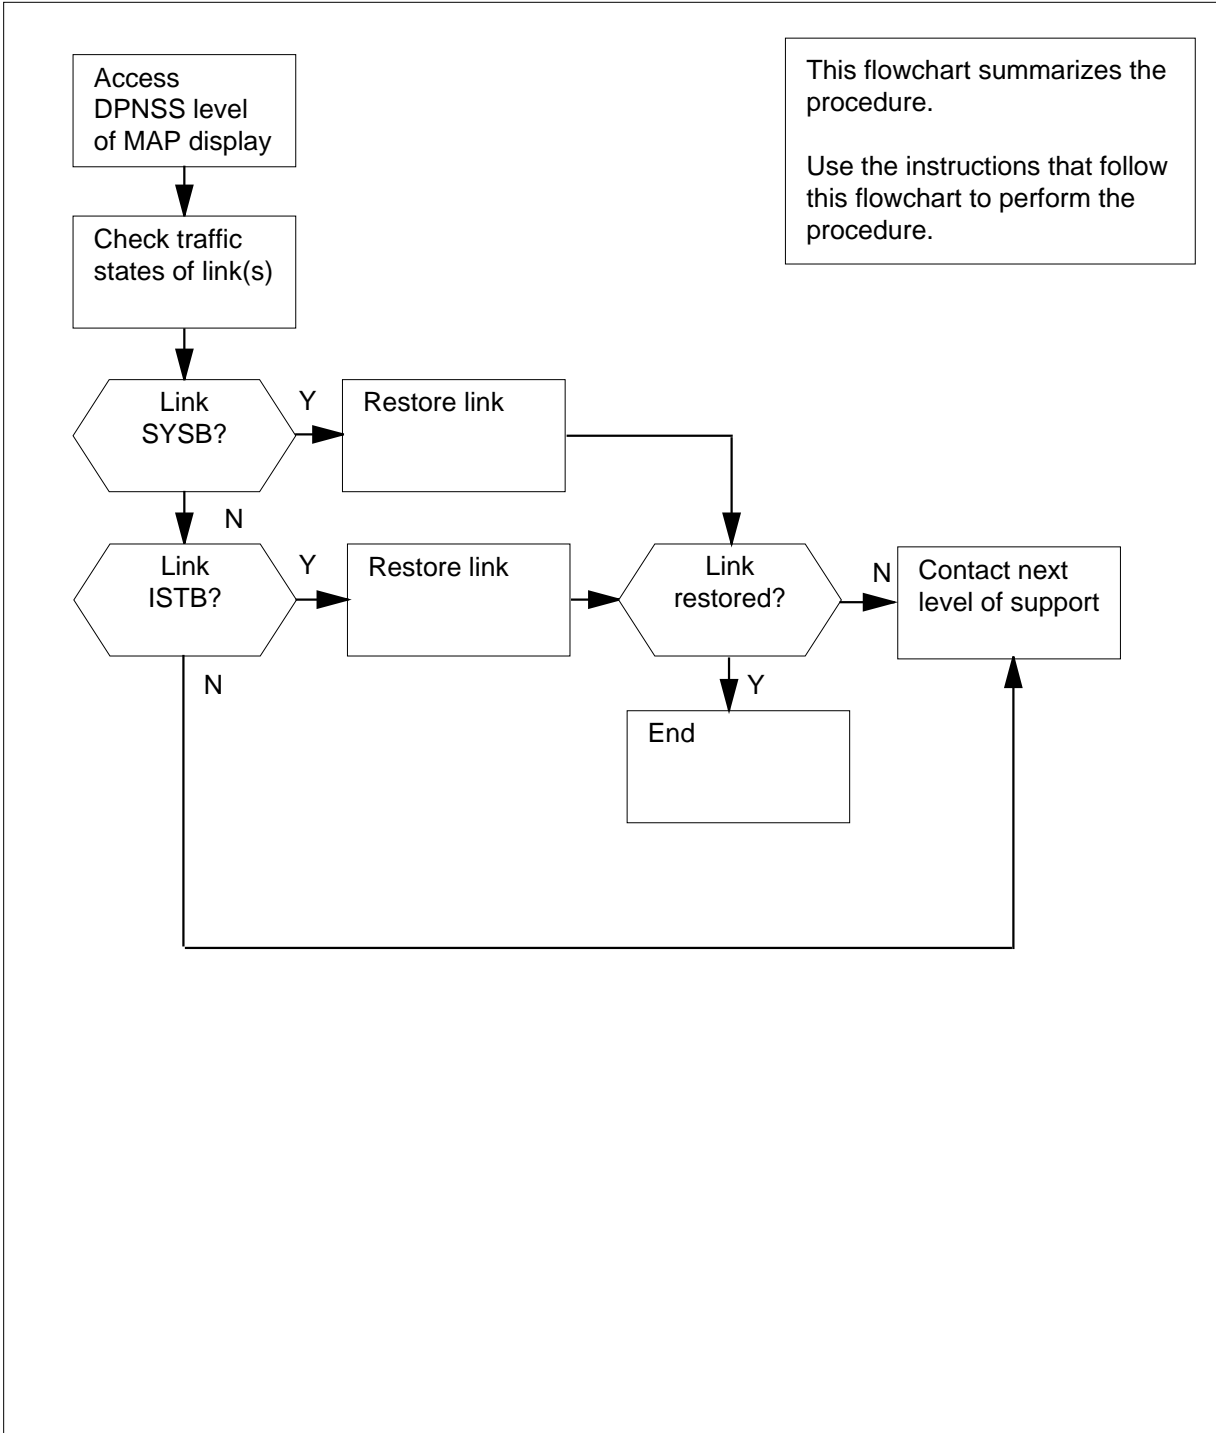 Access
DPNSS level
of MAP display
This flowchart summarizes the
procedure.
Use the instructions that follow
this flowchart to perform the
procedure.
Check traffic
states of link(s)
Link
SYSB?
Y
Restore link
N
Link
ISTB?
Y
Restore link
Link
restored?
N
Contact next
level of support
N
Y
End